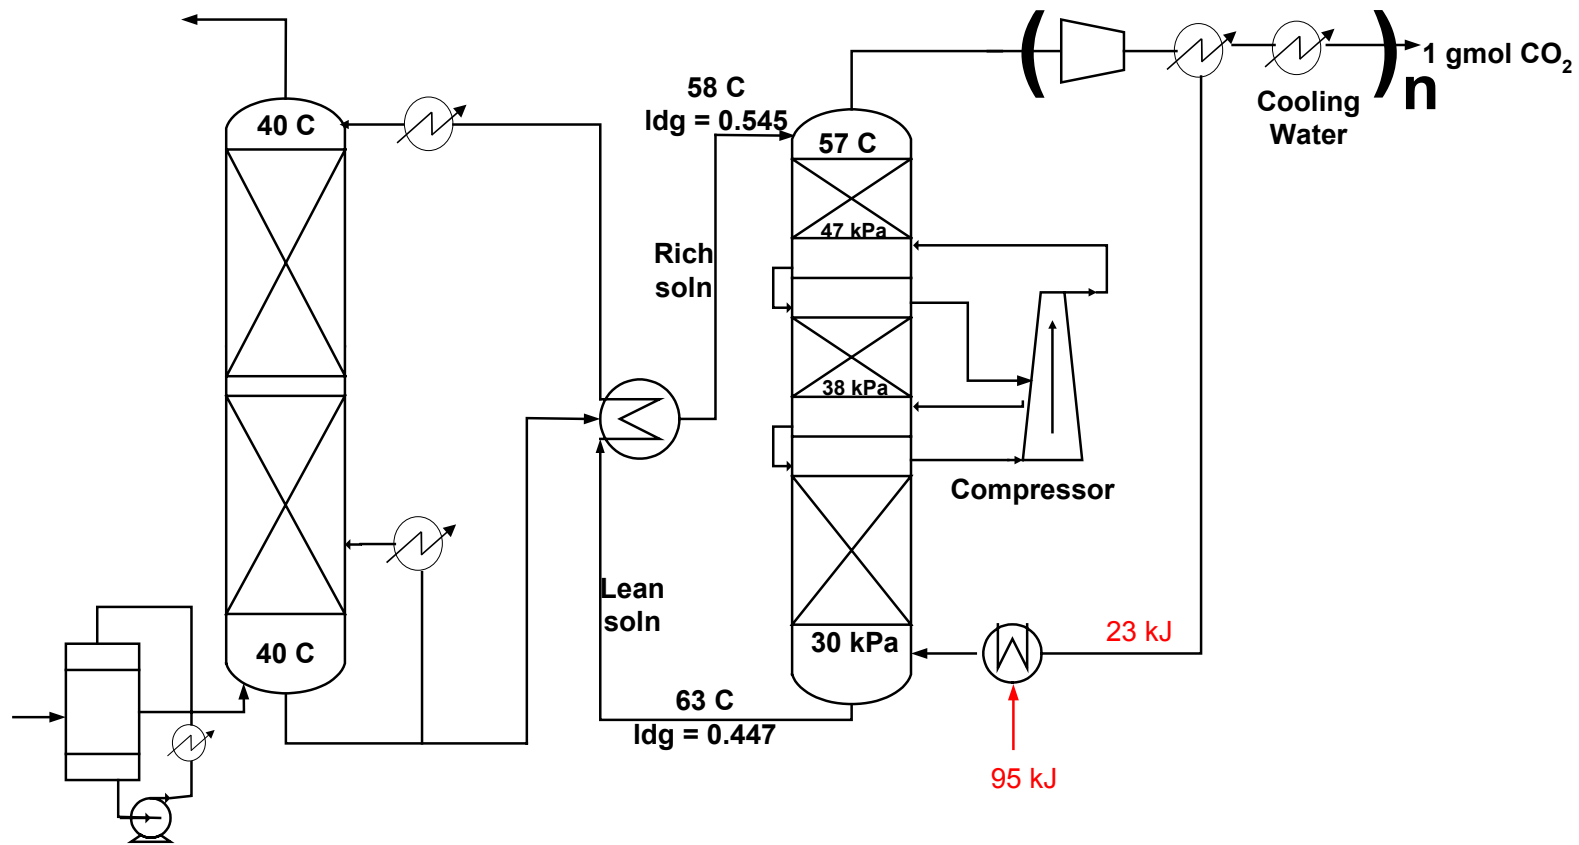 1 gmol CO2
n
Cooling
Water
58 C
ldg = 0.545
40 C
57 C
47 kPa
Rich
soln
38 kPa
Compressor
Lean
soln
40 C
30 kPa
23 kJ
63 C
ldg = 0.447
95 kJ